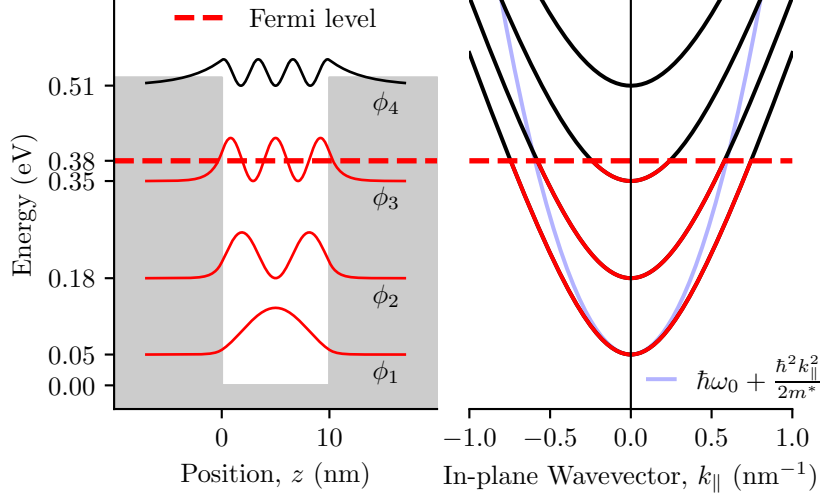 Fermi level
Energy (eV)
0.51
0.38
0.35
0.18
0.05
0.00
ϕ4
ϕ3
ϕ2
ϕ1
0
10
Position, z (nm)
ħω₀ + ħ²k∥²/2m*
−1.0
−0.5
0.0
0.5
1.0
In-plane Wavevector, k∥ (nm⁻¹)